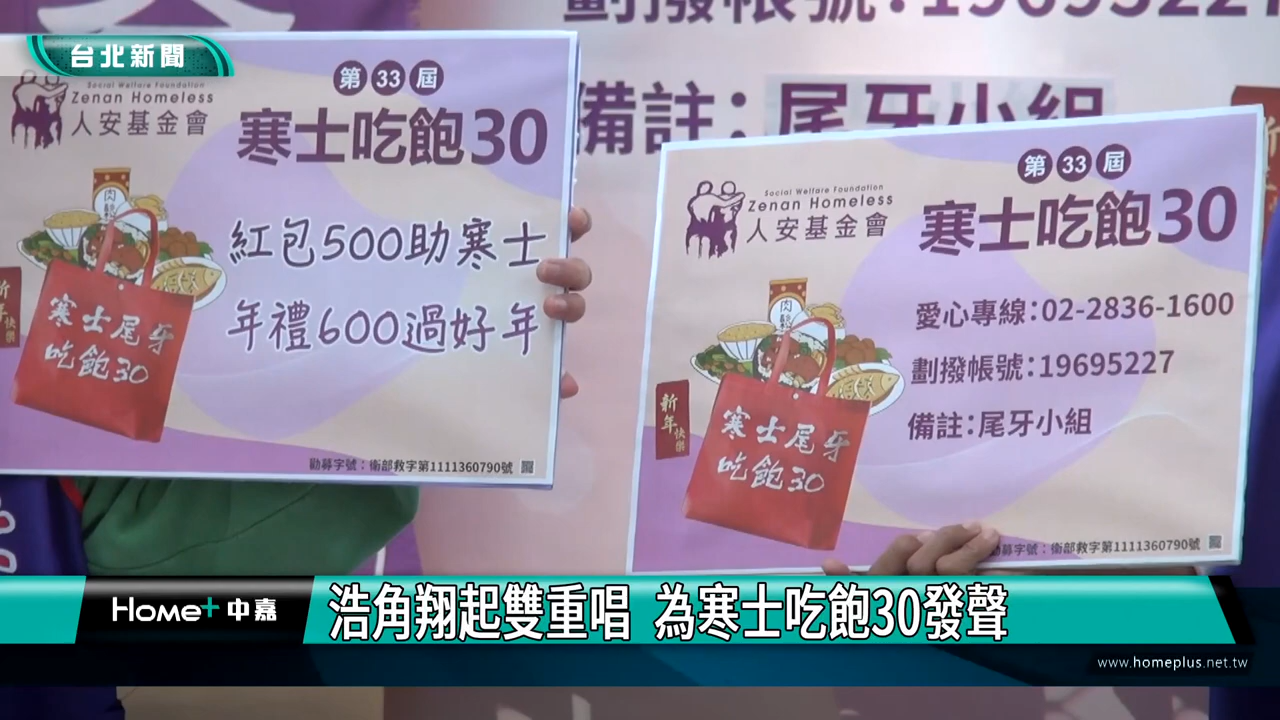 劃撥帳號：19695227
備註：尾牙小組
台北新聞
Social Welfare Foundation
Zenan Homeless
人安基金會
第33屆
寒士吃飽30
紅包500助寒士
年禮600過好年
肉鬆
新年快樂
寒士尾牙
吃飽30
勸募字號：衛部救字第1111360790號
Social Welfare Foundation
Zenan Homeless
人安基金會
第33屆
寒士吃飽30
愛心專線：02-2836-1600
劃撥帳號：19695227
備註：尾牙小組
肉鬆
新年快樂
寒士尾牙
吃飽30
勸募字號：衛部救字第1111360790號
Home+中嘉
浩角翔起雙重唱 為寒士吃飽30發聲
www.homeplus.net.tw